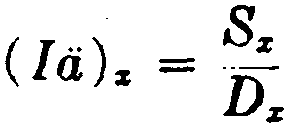 (Iä)ₓ = Sₓ / Dₓ